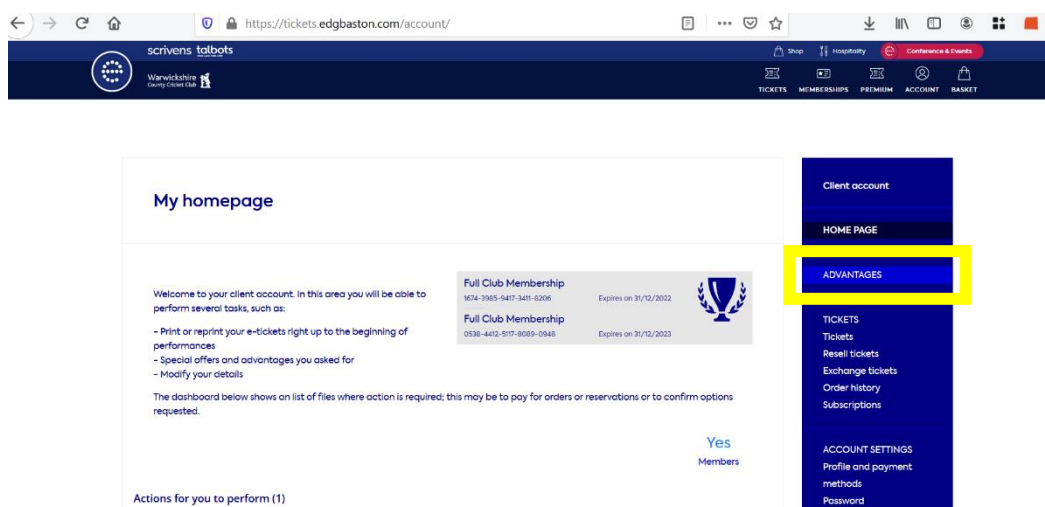 https://tickets.edgbaston.com/account/
scrivens talbots
Shop Hospitality Conference & Events
Warwickshire
County Cricket Club
TICKETS MEMBERSHIPS PREMIUM ACCOUNT BASKET
My homepage
Welcome to your client account. In this area you will be able to
perform several tasks, such as:
- Print or reprint your e-tickets right up to the beginning of
performances
- Special offers and advantages you asked for
- Modify your details
Full Club Membership
1674-3985-9417-3411-8206 Expires on 31/12/2022
Full Club Membership
0538-4412-5117-8089-0948 Expires on 31/12/2023
The dashboard below shows an list of files where action is required; this may be to pay for orders or reservations or to confirm options
requested.
Yes
Members
Actions for you to perform (1)
Client account
HOME PAGE
ADVANTAGES
TICKETS
Tickets
Resell tickets
Exchange tickets
Order history
Subscriptions
ACCOUNT SETTINGS
Profile and payment
methods
Password